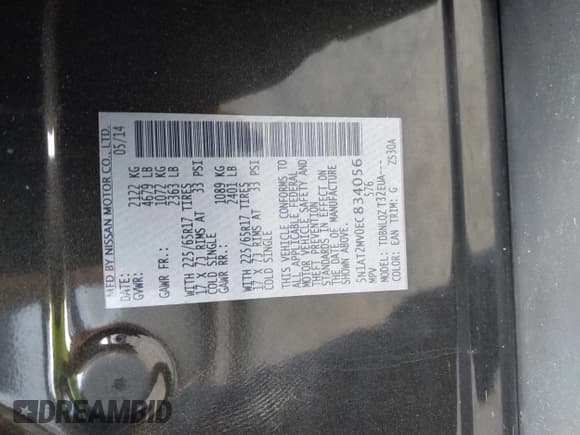 MFD BY NISSAN MOTOR CO., LTD.
DATE: 05/14
GVWR: 2122 KG
4679 LB
GAWR FR.: 1072 KG
2363 LB
WITH 225/65R17 TIRES
17 X 7J RIMS AT 33 PSI
COLD SINGLE
GAWR RR.: 1089 KG
2401 LB
WITH 225/65R17 TIRES
17 X 7J RIMS AT 33 PSI
COLD SINGLE
THIS VEHICLE CONFORMS TO
ALL APPLICABLE FEDERAL
MOTOR VEHICLE SAFETY AND
THEFT PREVENTION
STANDARDS IN EFFECT ON
THE DATE OF MANUFACTURE
SHOWN ABOVE.
5N1AT2MV0EC834056
MPV 576
MODEL: TDBNLQZ
COLOR: EAN TRIM: G ZS30A
DREAMBID